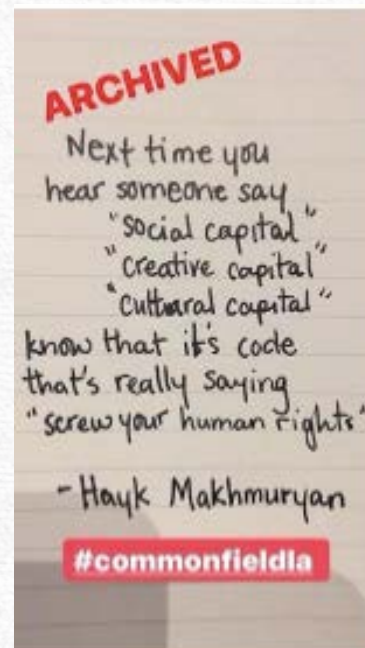 ARCHIVED
Next time you
hear someone say
"social capital"
"creative capital"
"cultural capital"
know that it's code
that's really saying
"screw your human rights"
- Hayk Makhmuryan
#commonfieldla